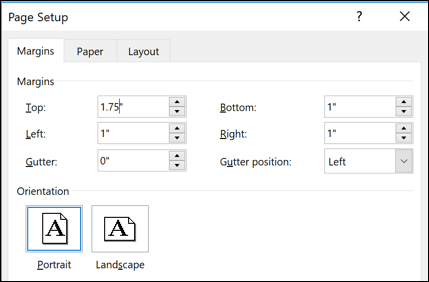 Page Setup ? ×
Margins Paper Layout
Margins
Top: 1.75" Bottom: 1"
Left: 1" Right: 1"
Gutter: 0" Gutter position: Left
Orientation
A A
Portrait Landscape